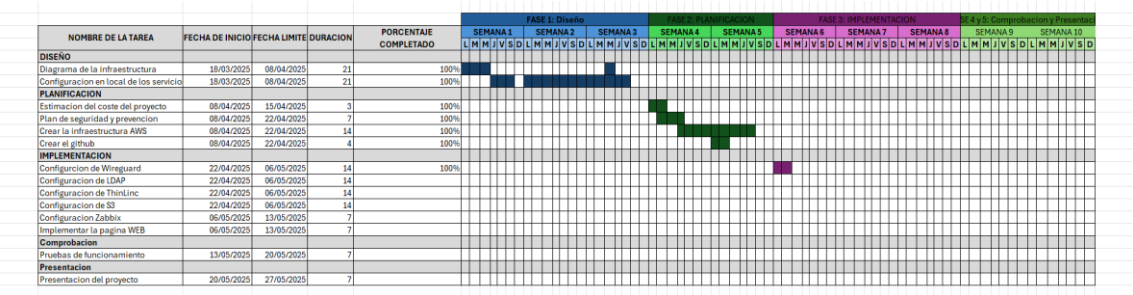 FASE 1: Diseño FASE 2: PLANIFICACION FASE 3: IMPLEMENTACION SE 4 y 5: Comprobacion y Presentaci
NOMBRE DE LA TAREA FECHA DE INICIO FECHA LIMITE DURACION PORCENTAJE COMPLETADO SEMANA 1 SEMANA 2 SEMANA 3 SEMANA 4 SEMANA 5 SEMANA 6 SEMANA 7 SEMANA 8 SEMANA 9 SEMANA 10
L M M J V S D L M M J V S D L M M J V S D L M M J V S D L M M J V S D L M M J V S D L M M J V S D L M M J V S D L M M J V S D L M M J V S D
DISEÑO
Diagrama de la infraestructura 18/03/2025 08/04/2025 21 100%
Configuracion en local de los servicio 18/03/2025 08/04/2025 21 100%
PLANIFICACION
Estimacion del coste del proyecto 08/04/2025 15/04/2025 3 100%
Plan de seguridad y prevencion 08/04/2025 22/04/2025 7 100%
Crear la infraestructura AWS 08/04/2025 22/04/2025 14 100%
Crear el github 08/04/2025 22/04/2025 4 100%
IMPLEMENTACION
Configurcion de Wireguard 22/04/2025 06/05/2025 14 100%
Configuracion de LDAP 22/04/2025 06/05/2025 14
Configuracion de ThinLinc 22/04/2025 06/05/2025 14
Configuracion de S3 22/04/2025 06/05/2025 14
Configuracion Zabbix 06/05/2025 13/05/2025 7
Implementar la pagina WEB 06/05/2025 13/05/2025 7
Comprobacion
Pruebas de funcionamiento 13/05/2025 20/05/2025 7
Presentacion
Presentacion del proyecto 20/05/2025 27/05/2025 7